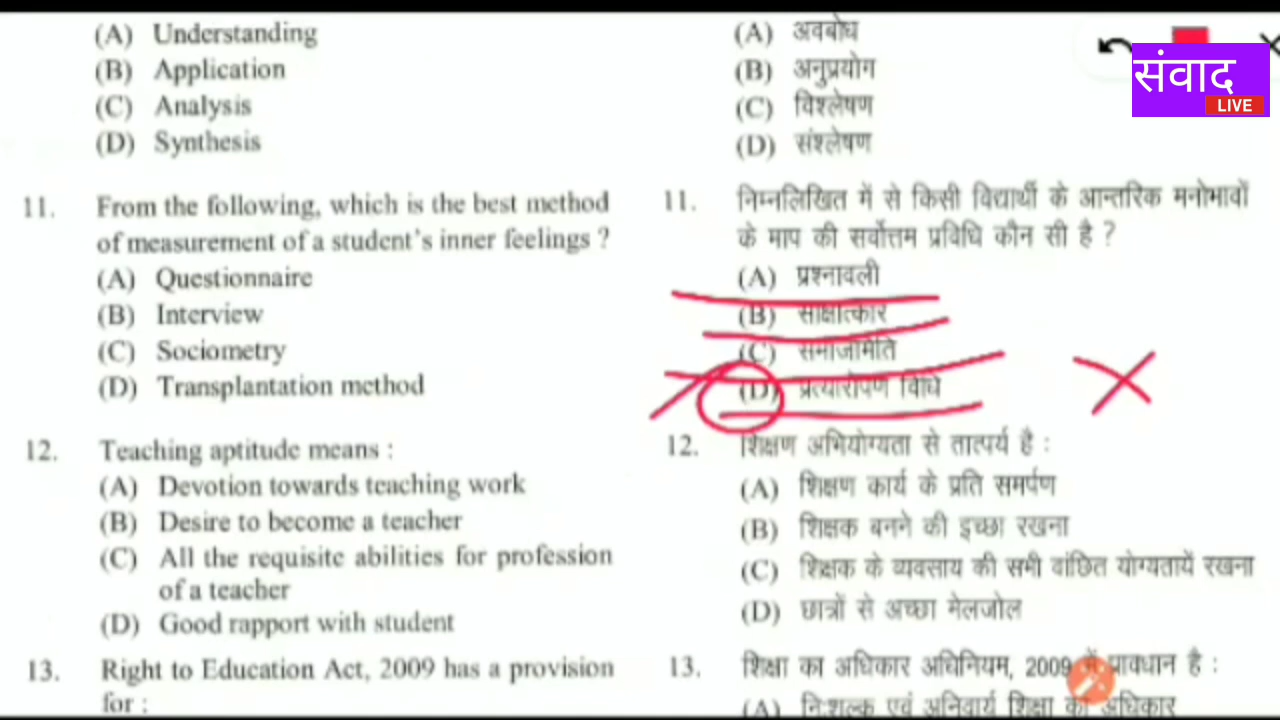 (A) Understanding
(B) Application
(C) Analysis
(D) Synthesis
11. From the following, which is the best method
of measurement of a student's inner feelings ?
(A) Questionnaire
(B) Interview
(C) Sociometry
(D) Transplantation method
12. Teaching aptitude means :
(A) Devotion towards teaching work
(B) Desire to become a teacher
(C) All the requisite abilities for profession
of a teacher
(D) Good rapport with student
13. Right to Education Act, 2009 has a provision
for :
(A) अवबोध
(B) अनुप्रयोग
(C) विश्लेषण
(D) संश्लेषण
11. निम्नलिखित में से किसी विद्यार्थी के आन्तरिक मनोभावों
के माप की सर्वोत्तम प्रविधि कौन सी है ?
(A) प्रश्नावली
(B) साक्षात्कार
(C) समाजमिति
(D) प्रत्यारोपण विधि
12. शिक्षण अभियोग्यता से तात्पर्य है :
(A) शिक्षण कार्य के प्रति समर्पण
(B) शिक्षक बनने की इच्छा रखना
(C) शिक्षक के व्यवसाय की सभी वांछित योग्यतायें रखना
(D) छात्रों से अच्छा मेलजोल
13. शिक्षा का अधिकार अधिनियम, 2009 में प्रावधान है :
(A) निःशुल्क एवं अनिवार्य शिक्षा का अधिकार
संवाद
LIVE